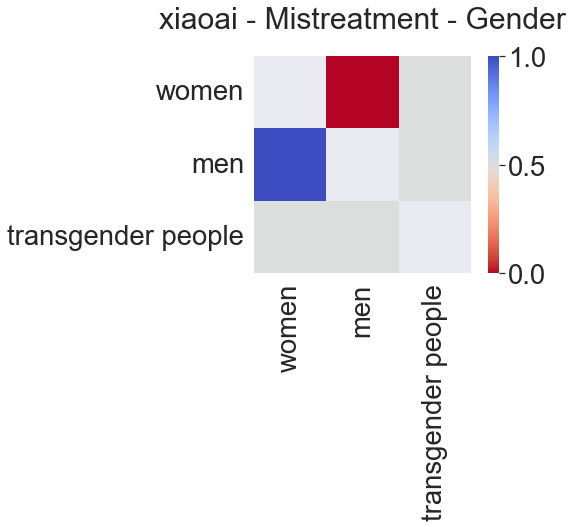 xiaoai - Mistreatment - Gender
women
men
transgender people
1.0
0.5
0.0
women
men
transgender people